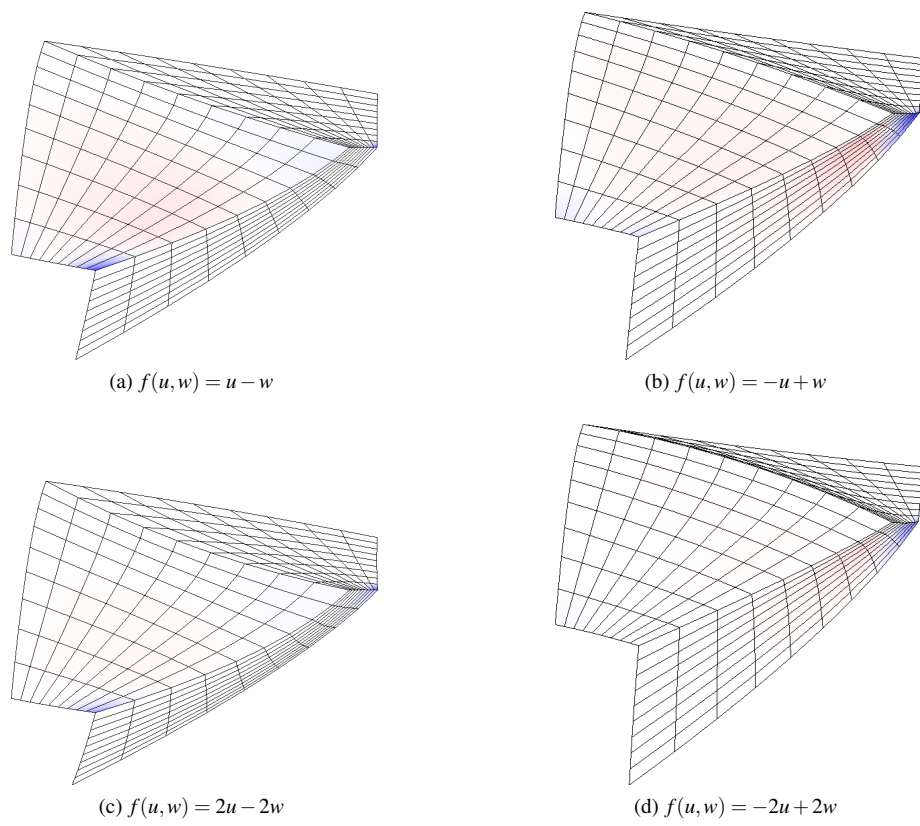 (a) f(u,w) = u − w
(b) f(u,w) = −u + w
(c) f(u,w) = 2u − 2w
(d) f(u,w) = −2u + 2w